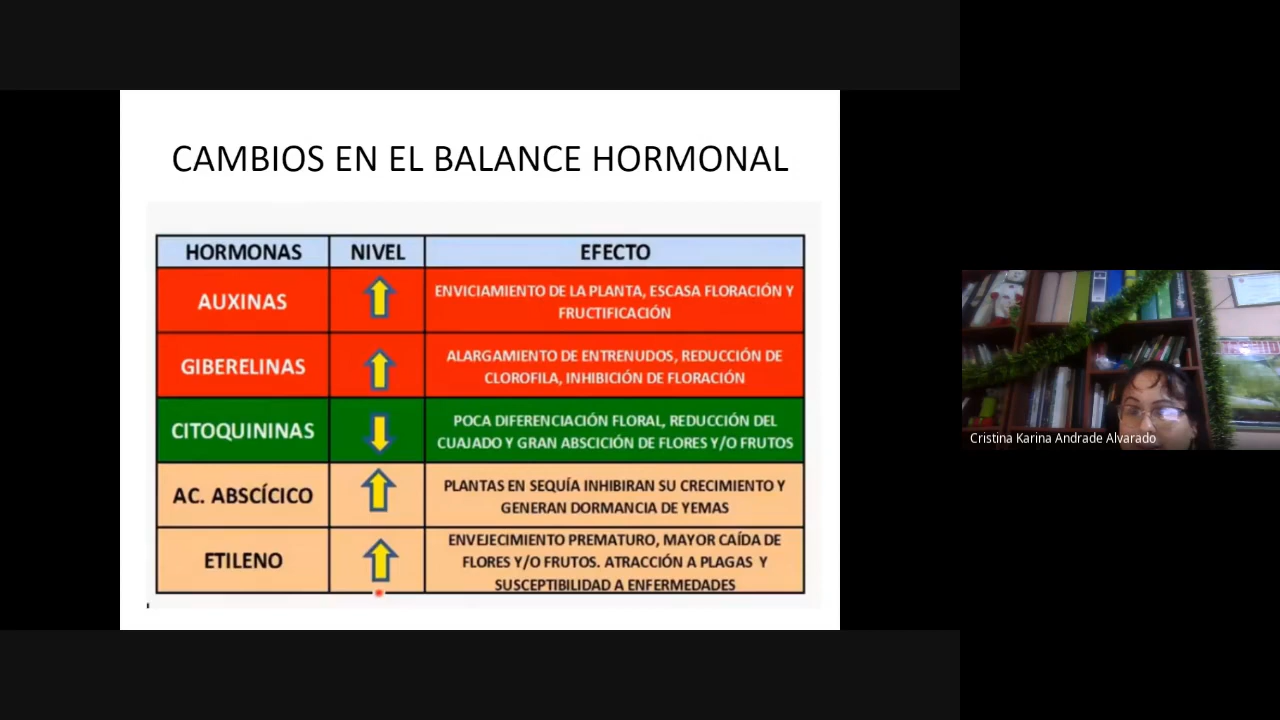 CAMBIOS EN EL BALANCE HORMONAL
HORMONAS NIVEL EFECTO
AUXINAS
ENVICIAMIENTO DE LA PLANTA, ESCASA FLORACIÓN Y
FRUCTIFICACIÓN
GIBERELINAS
ALARGAMIENTO DE ENTRENUDOS, REDUCCIÓN DE
CLOROFILA, INHIBICIÓN DE FLORACIÓN
CITOQUININAS
POCA DIFERENCIACIÓN FLORAL, REDUCCIÓN DEL
CUAJADO Y GRAN ABSCICIÓN DE FLORES Y/O FRUTOS
AC. ABSCÍCICO
PLANTAS EN SEQUÍA INHIBIRAN SU CRECIMIENTO Y
GENERAN DORMANCIA DE YEMAS
ETILENO
ENVEJECIMIENTO PREMATURO, MAYOR CAÍDA DE
FLORES Y/O FRUTOS. ATRACCIÓN A PLAGAS Y
SUSCEPTIBILIDAD A ENFERMEDADES
Cristina Karina Andrade Alvarado